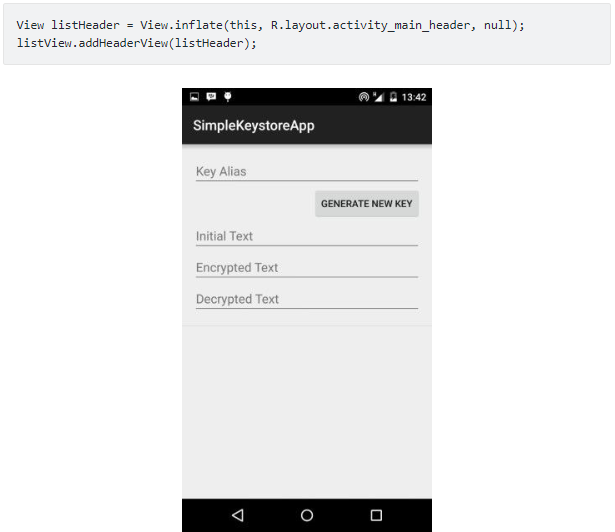 View listHeader = View.inflate(this, R.layout.activity_main_header, null);
listView.addHeaderView(listHeader);
13:42
SimpleKeystoreApp
Key Alias
GENERATE NEW KEY
Initial Text
Encrypted Text
Decrypted Text